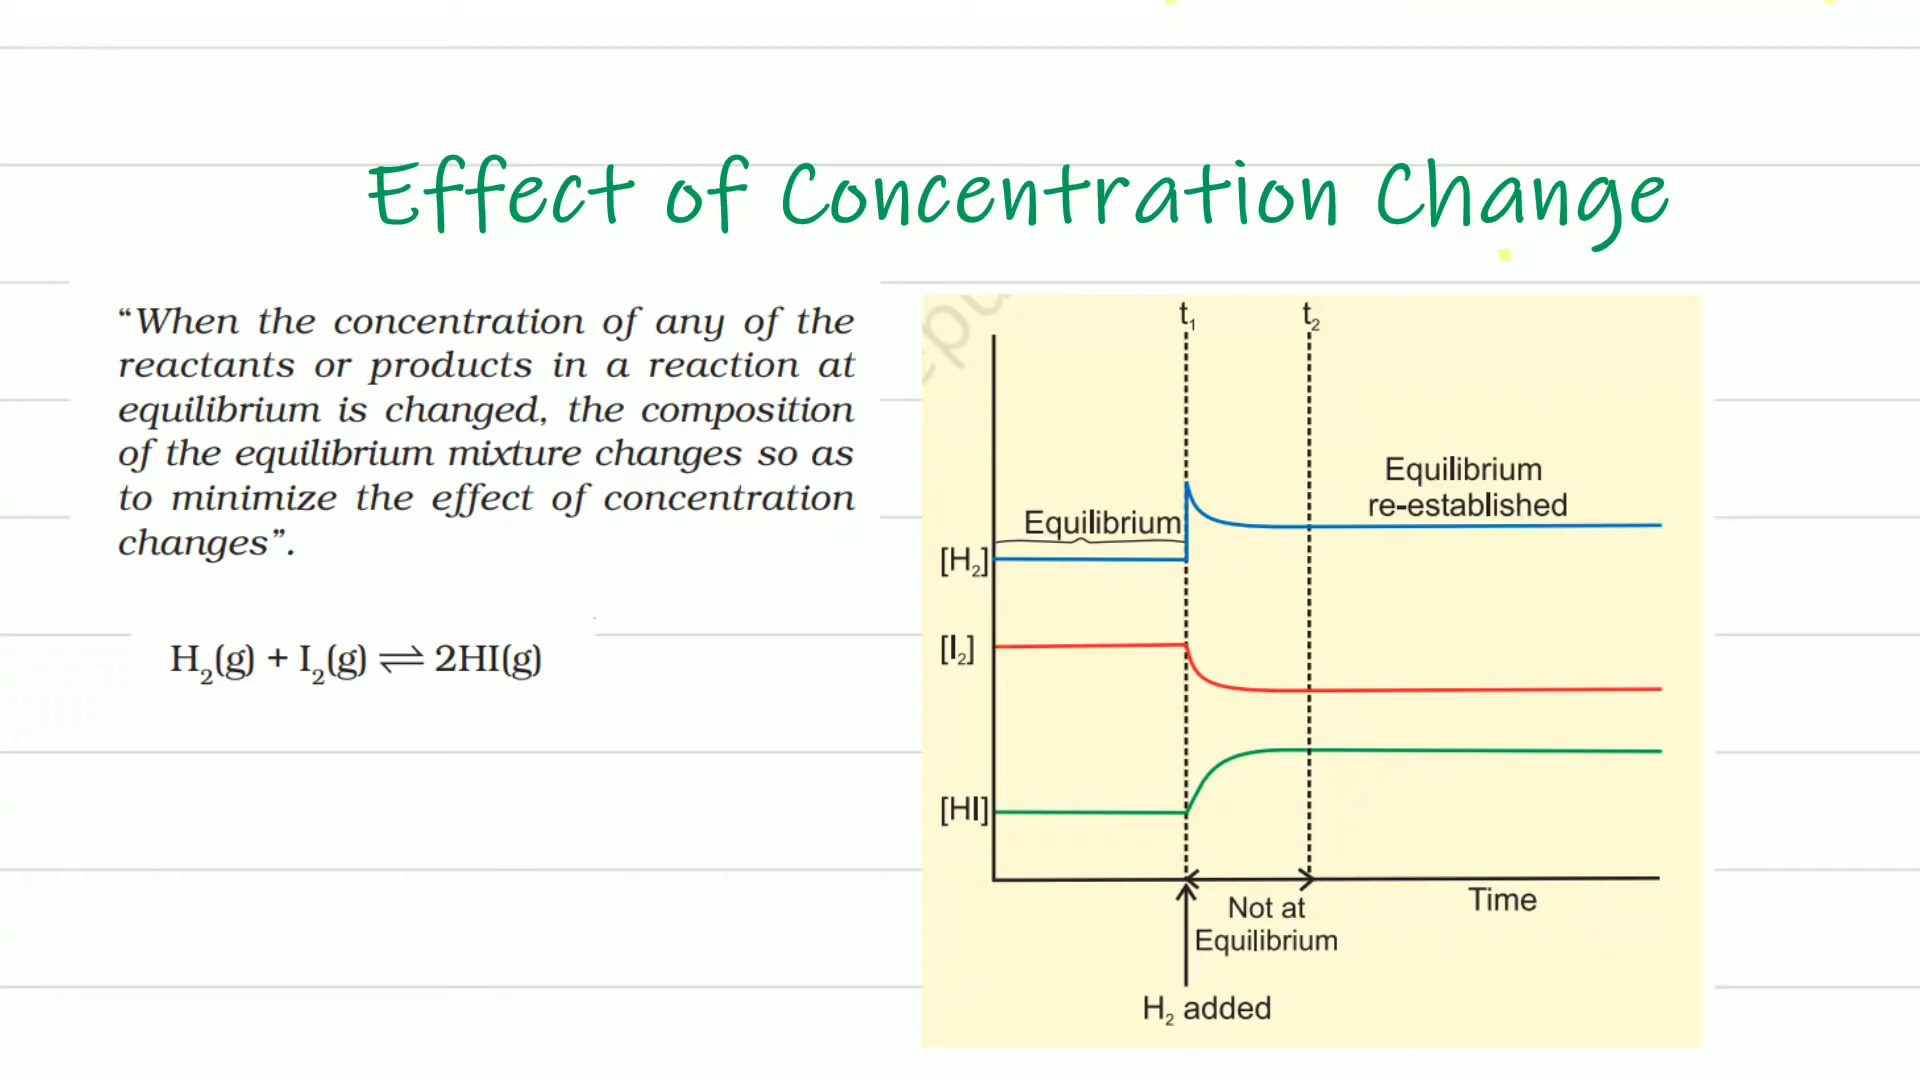 Effect of Concentration Change
“When the concentration of any of the
reactants or products in a reaction at
equilibrium is changed, the composition
of the equilibrium mixture changes so as
to minimize the effect of concentration
changes”.
H₂(g) + I₂(g) ⇌ 2HI(g)
t₁ t₂
Equilibrium
re-established
Equilibrium
[H₂]
[I₂]
[HI]
Time
Not at
Equilibrium
H₂ added